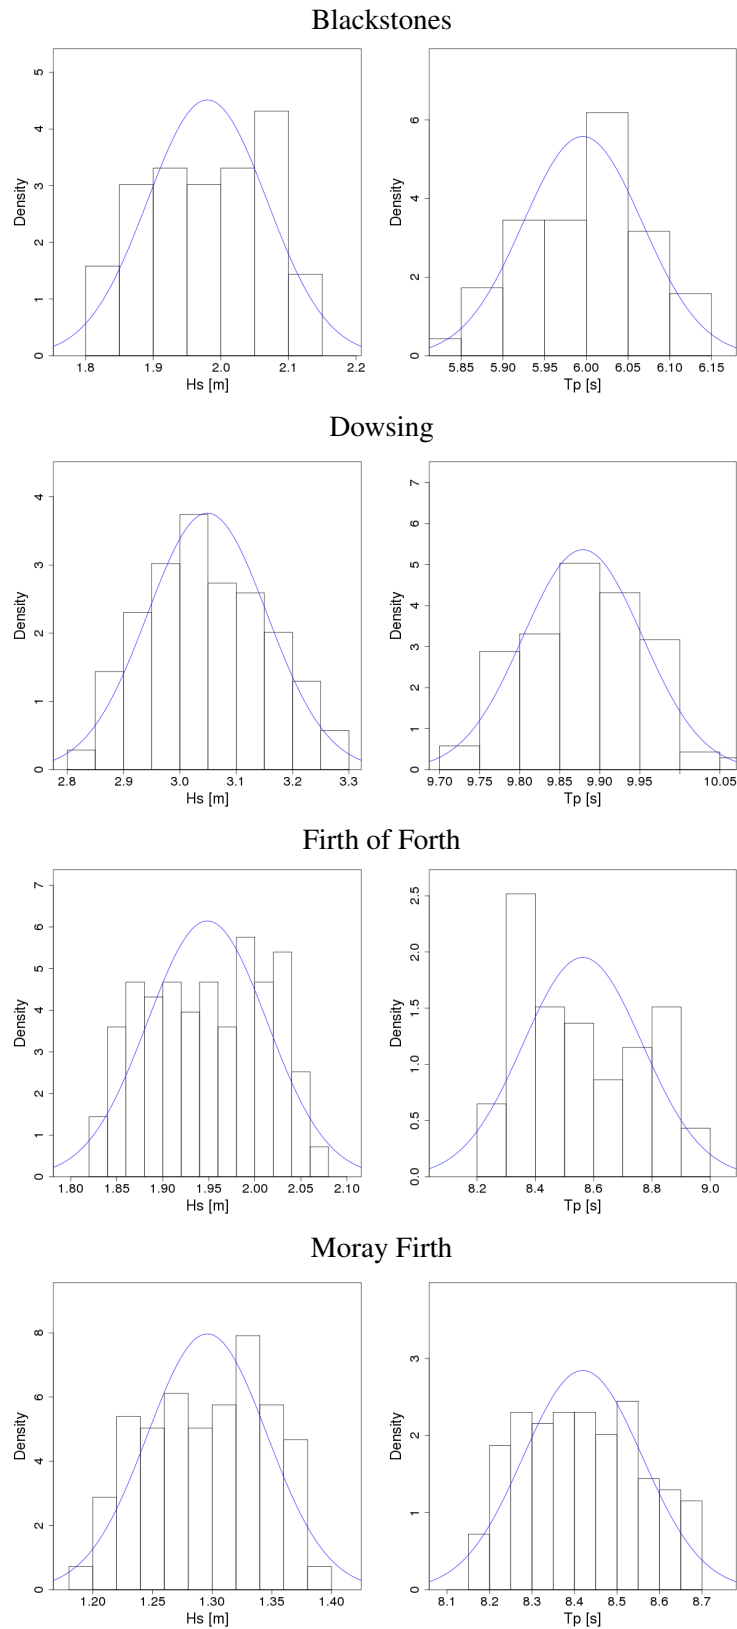 Blackstones
Density
0 1 2 3 4 5
1.8 1.9 2.0 2.1 2.2
Hs [m]
Density
0 2 4 6
5.85 5.90 5.95 6.00 6.05 6.10 6.15
Tp [s]
Dowsing
Density
0 1 2 3 4
2.8 2.9 3.0 3.1 3.2 3.3
Hs [m]
Density
0 1 2 3 4 5 6 7
9.70 9.75 9.80 9.85 9.90 9.95 10.05
Tp [s]
Firth of Forth
Density
0 1 2 3 4 5 6 7
1.80 1.85 1.90 1.95 2.00 2.05 2.10
Hs [m]
Density
0.0 0.5 1.0 1.5 2.0 2.5
8.2 8.4 8.6 8.8 9.0
Tp [s]
Moray Firth
Density
0 2 4 6 8
1.20 1.25 1.30 1.35 1.40
Hs [m]
Density
0 1 2 3
8.1 8.2 8.3 8.4 8.5 8.6 8.7
Tp [s]